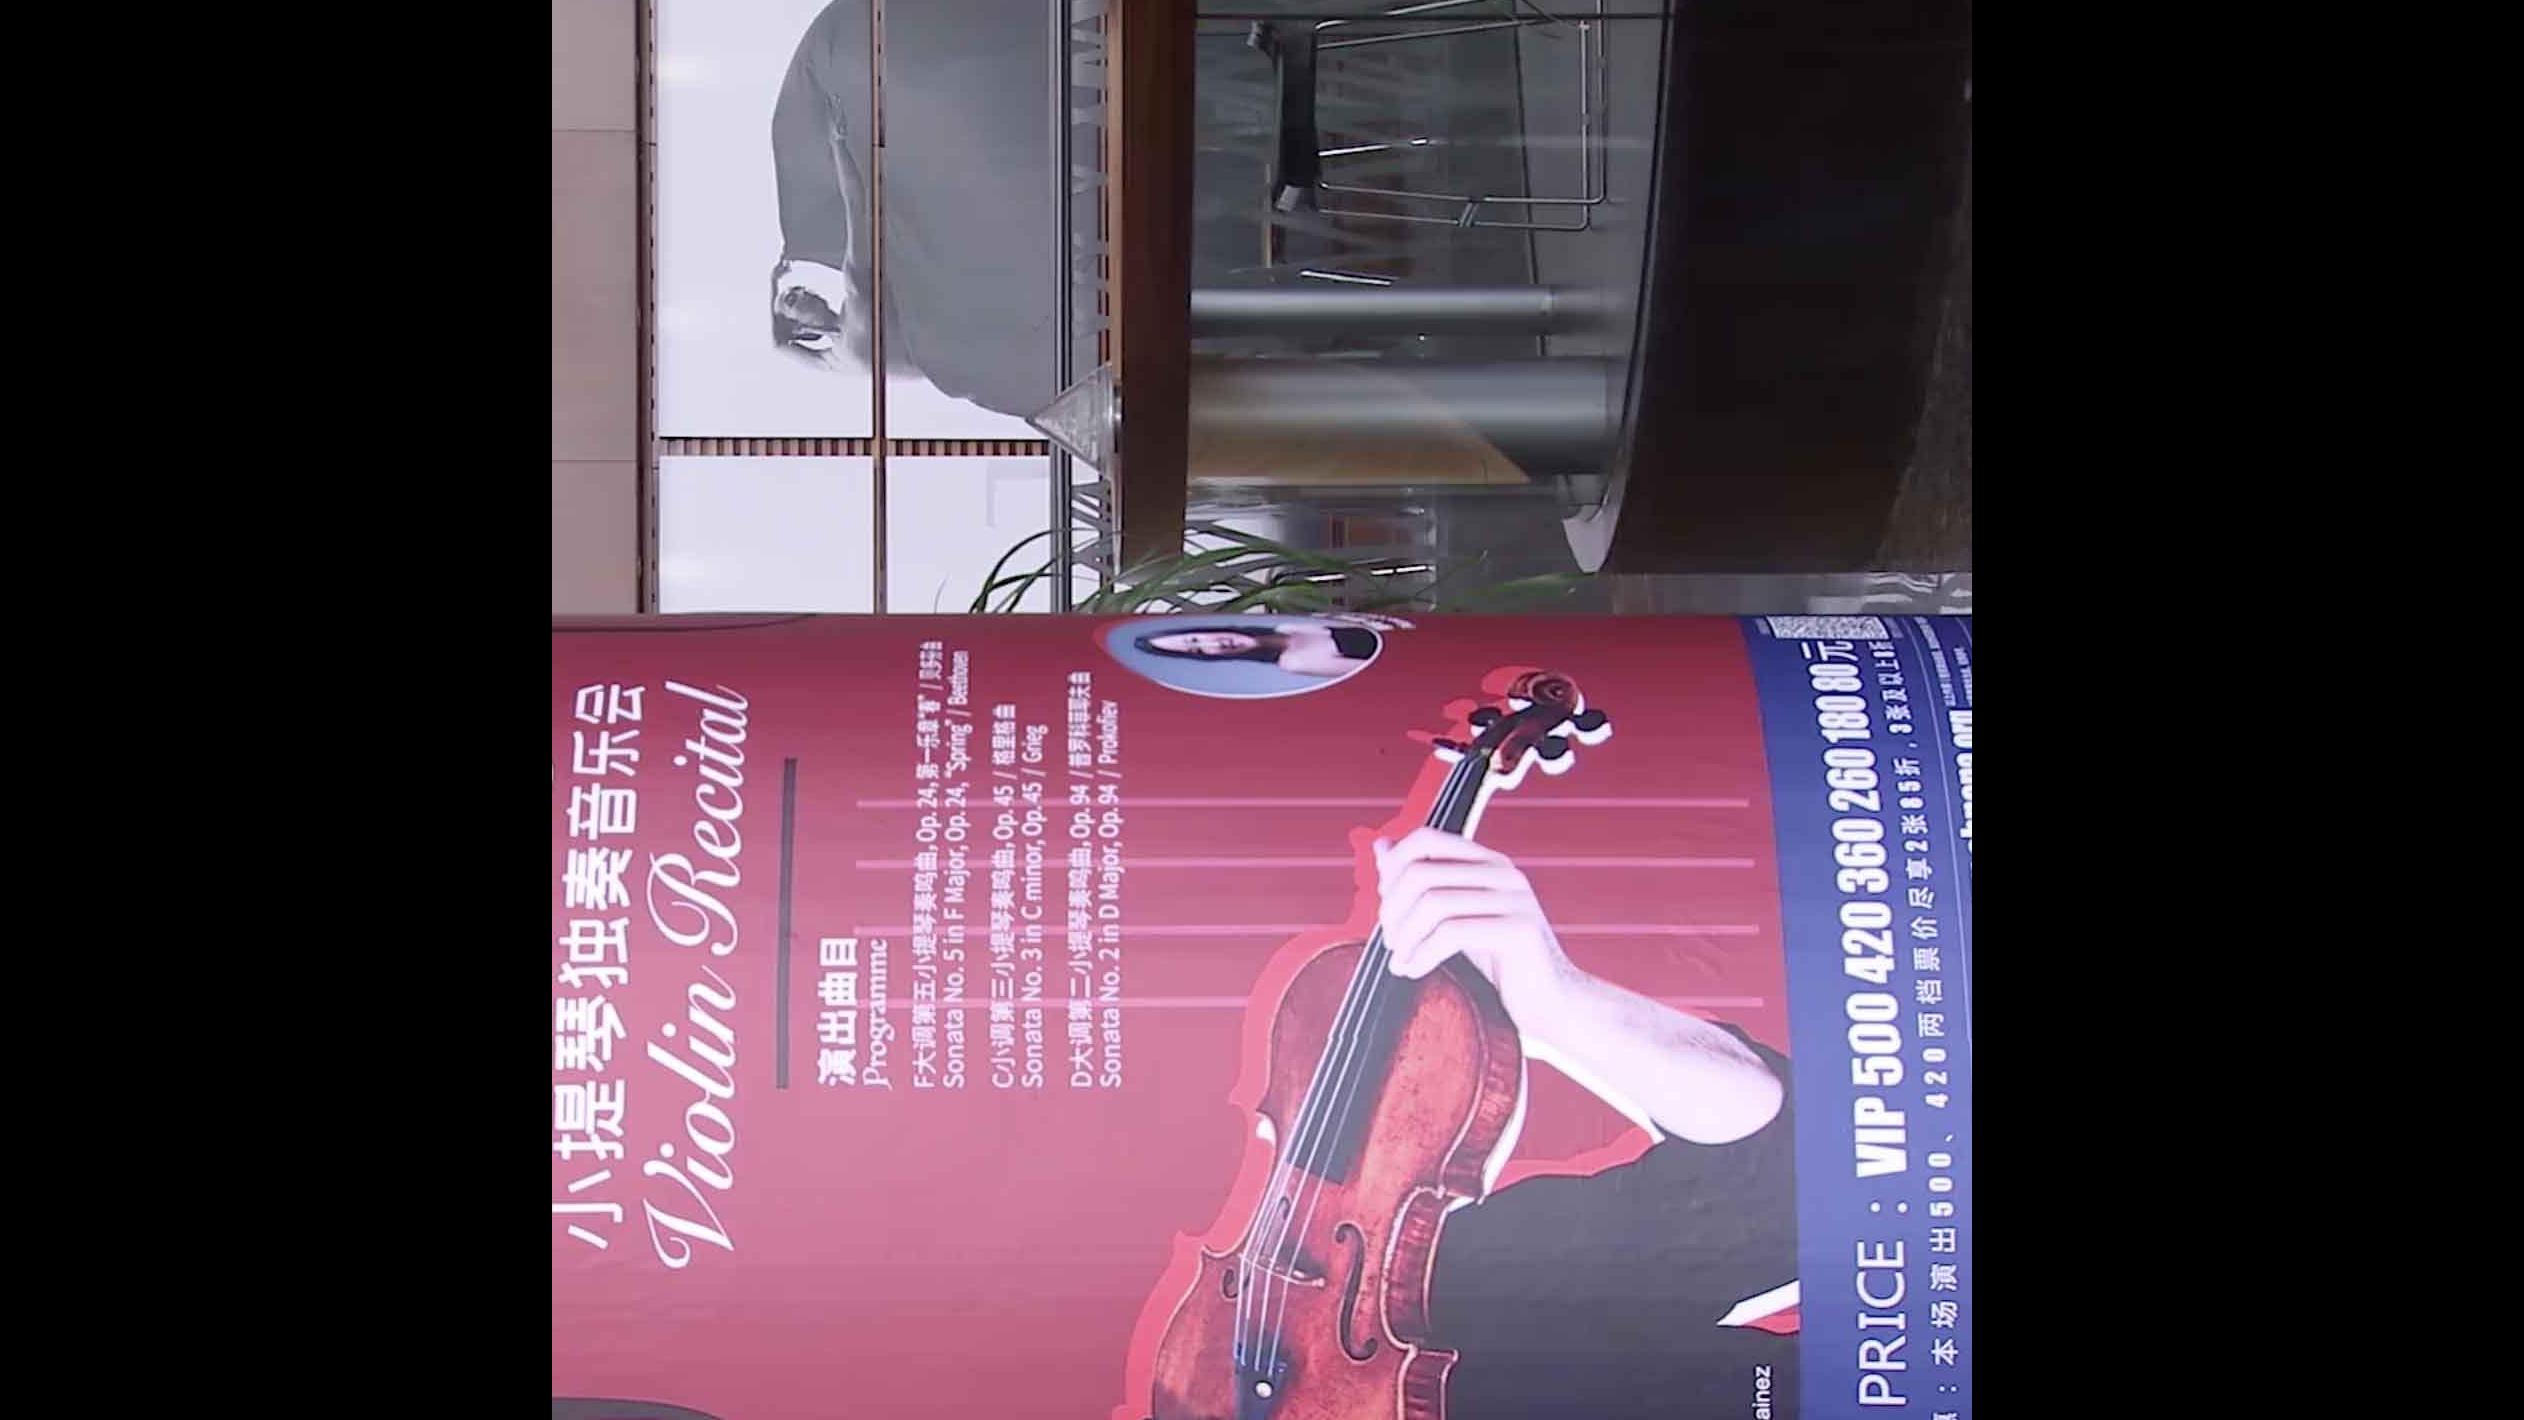 小提琴独奏音乐会
Violin Recital
演出曲目
Programme
F大调第五小提琴奏鸣曲, Op. 24, 第一乐章“春” / 贝多芬曲
Sonata No. 5 in F Major, Op. 24, “Spring” / Beethoven
C小调第三小提琴奏鸣曲, Op. 45 / 格里格曲
Sonata No. 3 in C minor, Op. 45 / Grieg
D大调第二小提琴奏鸣曲, Op. 94 / 普罗科菲耶夫曲
Sonata No. 2 in D Major, Op. 94 / Prokofiev
ainez
PRICE : VIP 500 420 360 260 180 80元
: 本场演出500、420两档票价尽享2张85折, 3张及以上8折